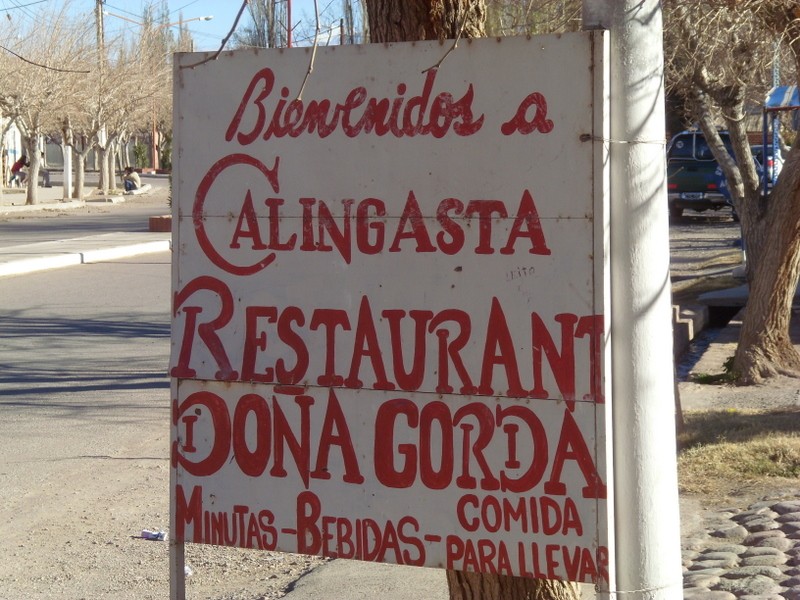 Bienvenidos a
CALINGASTA
RESTAURANT
DOÑA GORDA
MINUTAS - BEBIDAS - COMIDA
PARA LLEVAR